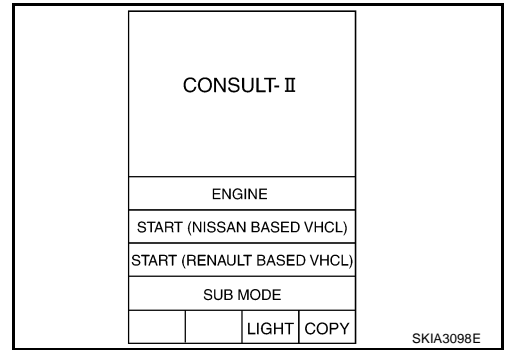 CONSULT-II
ENGINE
START (NISSAN BASED VHCL)
START (RENAULT BASED VHCL)
SUB MODE
LIGHT COPY
SKIA3098E